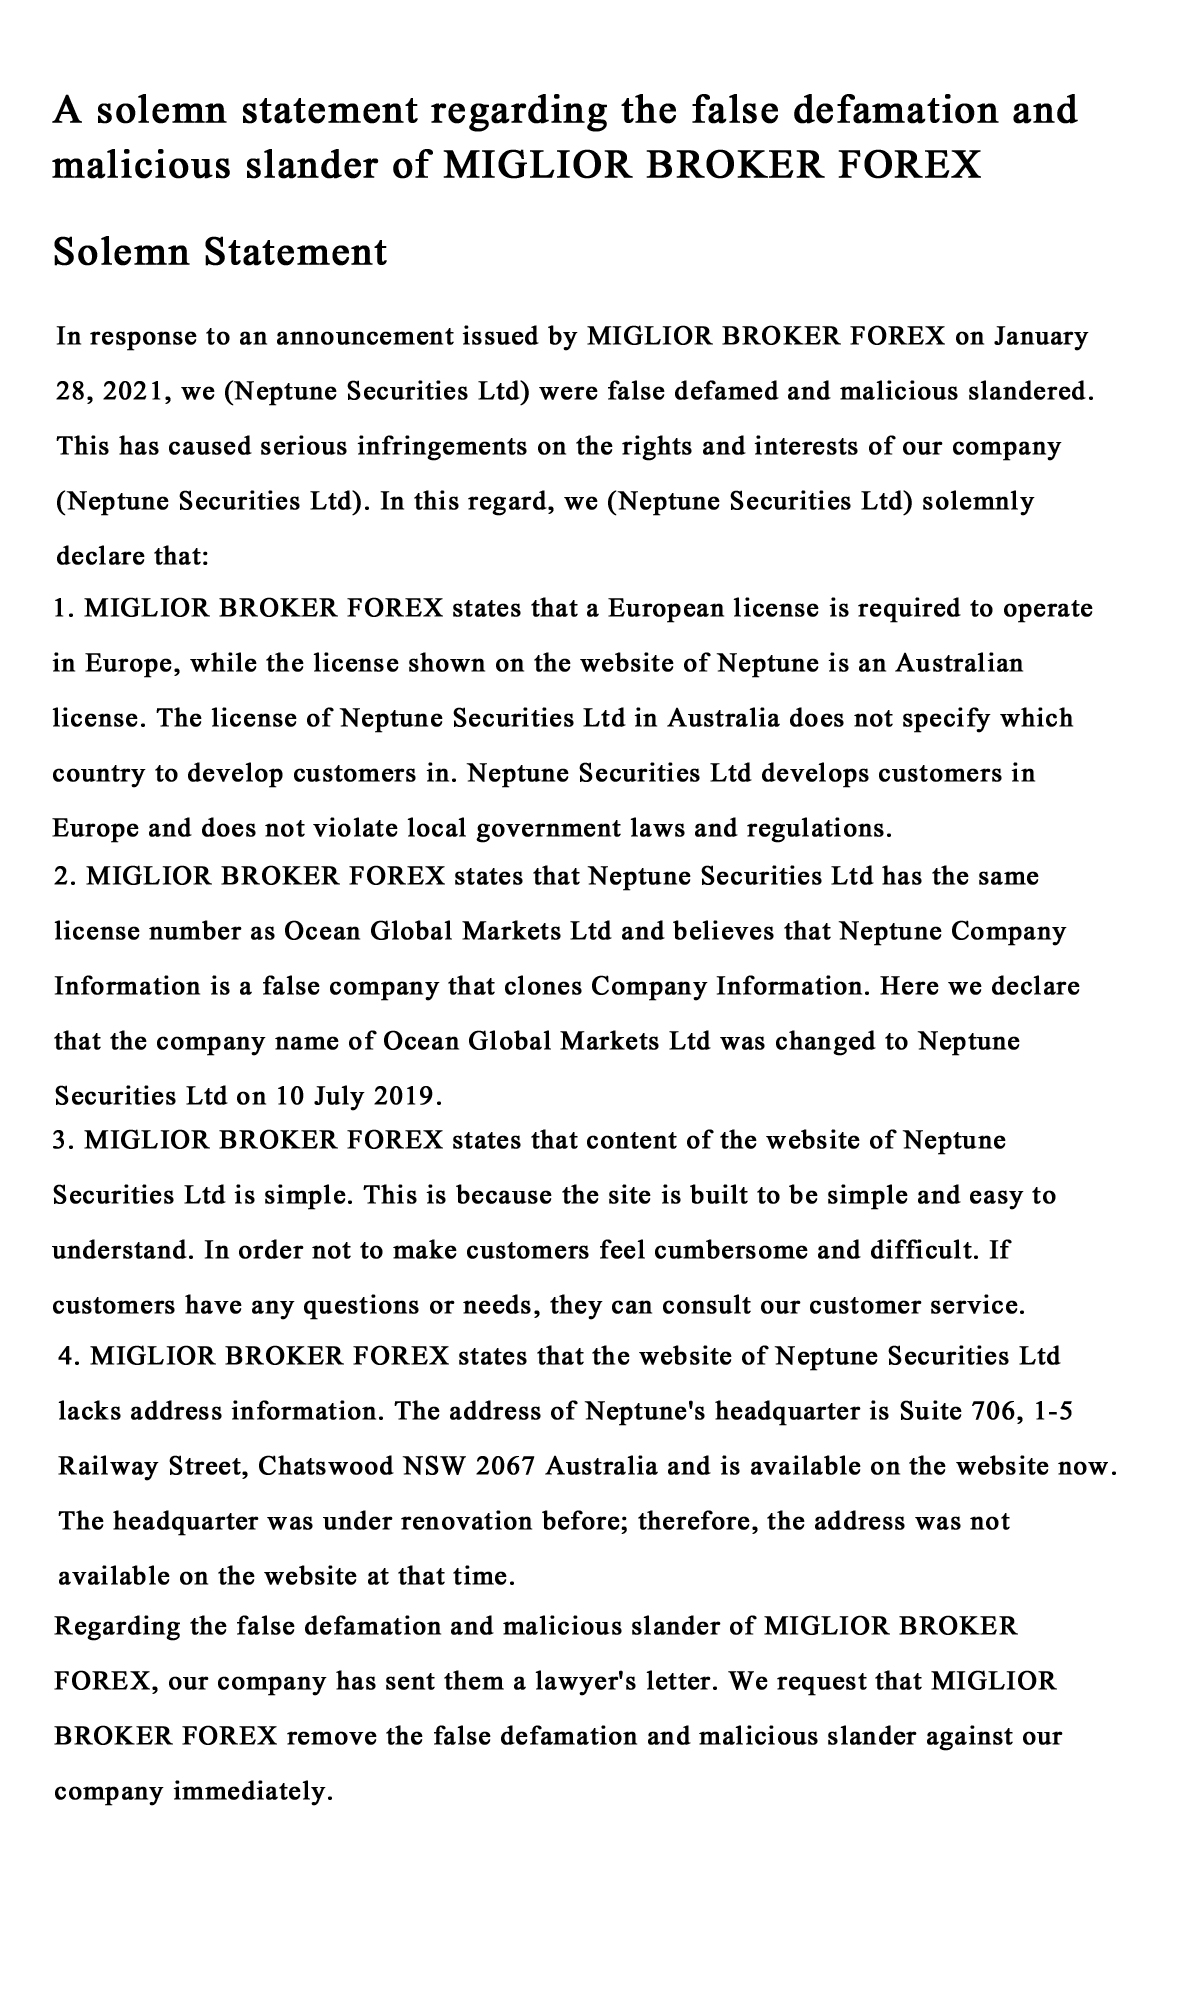 A solemn statement regarding the false defamation and
malicious slander of MIGLIOR BROKER FOREX
Solemn Statement
In response to an announcement issued by MIGLIOR BROKER FOREX on January
28, 2021, we (Neptune Securities Ltd) were false defamed and malicious slandered.
This has caused serious infringements on the rights and interests of our company
(Neptune Securities Ltd). In this regard, we (Neptune Securities Ltd) solemnly
declare that:
1. MIGLIOR BROKER FOREX states that a European license is required to operate
in Europe, while the license shown on the website of Neptune is an Australian
license. The license of Neptune Securities Ltd in Australia does not specify which
country to develop customers in. Neptune Securities Ltd develops customers in
Europe and does not violate local government laws and regulations.
2. MIGLIOR BROKER FOREX states that Neptune Securities Ltd has the same
license number as Ocean Global Markets Ltd and believes that Neptune Company
Information is a false company that clones Company Information. Here we declare
that the company name of Ocean Global Markets Ltd was changed to Neptune
Securities Ltd on 10 July 2019.
3. MIGLIOR BROKER FOREX states that content of the website of Neptune
Securities Ltd is simple. This is because the site is built to be simple and easy to
understand. In order not to make customers feel cumbersome and difficult. If
customers have any questions or needs, they can consult our customer service.
4. MIGLIOR BROKER FOREX states that the website of Neptune Securities Ltd
lacks address information. The address of Neptune's headquarter is Suite 706, 1-5
Railway Street, Chatswood NSW 2067 Australia and is available on the website now.
The headquarter was under renovation before; therefore, the address was not
available on the website at that time.
Regarding the false defamation and malicious slander of MIGLIOR BROKER
FOREX, our company has sent them a lawyer's letter. We request that MIGLIOR
BROKER FOREX remove the false defamation and malicious slander against our
company immediately.